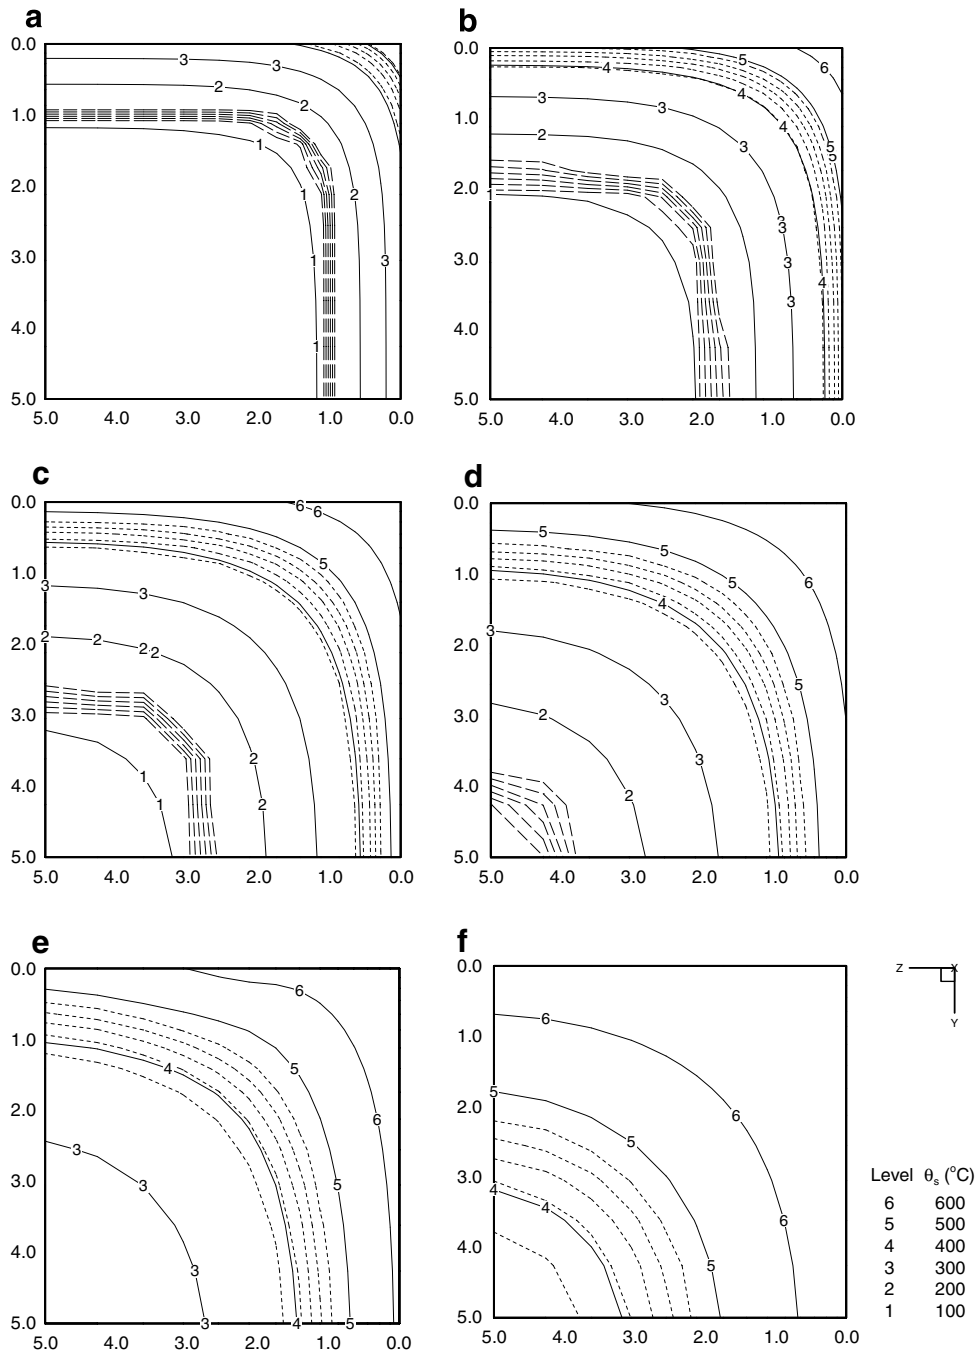 a
b
0.0
1.0
2.0
3.0
4.0
5.0
5.0 4.0 3.0 2.0 1.0 0.0
3 3 2 2 1 1 2 1 3 1
0.0
1.0
2.0
3.0
4.0
5.0
5.0 4.0 3.0 2.0 1.0 0.0
5 6 4 4 3 3 4 2 3 5 5 1 3 3 3 4 3
c
d
0.0
1.0
2.0
3.0
4.0
5.0
5.0 4.0 3.0 2.0 1.0 0.0
6 6 5 3 3 2 2 2 2 2 1 1 2
0.0
1.0
2.0
3.0
4.0
5.0
5.0 4.0 3.0 2.0 1.0 0.0
5 5 5 6 4 3 5 3 2 3 2
e
f
0.0
1.0
2.0
3.0
4.0
5.0
5.0 4.0 3.0 2.0 1.0 0.0
6 4 5 6 3 3 5 3 3 4 5
0.0
1.0
2.0
3.0
4.0
5.0
5.0 4.0 3.0 2.0 1.0 0.0
6 5 6 5 4 4 6 5
Z X
Y
Level θs (°C)
6 600
5 500
4 400
3 300
2 200
1 100